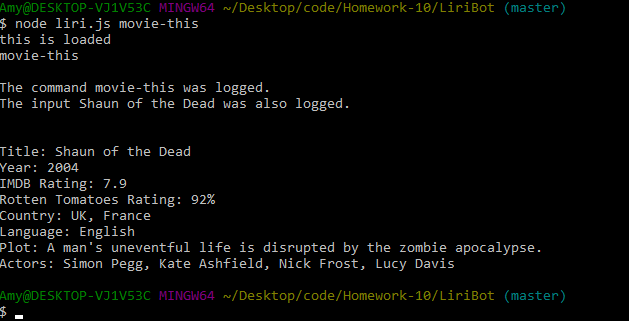 Amy@DESKTOP-VJ1V53C MINGW64 ~/Desktop/code/Homework-10/LiriBot (master)
$ node liri.js movie-this
this is loaded
movie-this
The command movie-this was logged.
The input Shaun of the Dead was also logged.
Title: Shaun of the Dead
Year: 2004
IMDB Rating: 7.9
Rotten Tomatoes Rating: 92%
Country: UK, France
Language: English
Plot: A man's uneventful life is disrupted by the zombie apocalypse.
Actors: Simon Pegg, Kate Ashfield, Nick Frost, Lucy Davis
Amy@DESKTOP-VJ1V53C MINGW64 ~/Desktop/code/Homework-10/LiriBot (master)
$